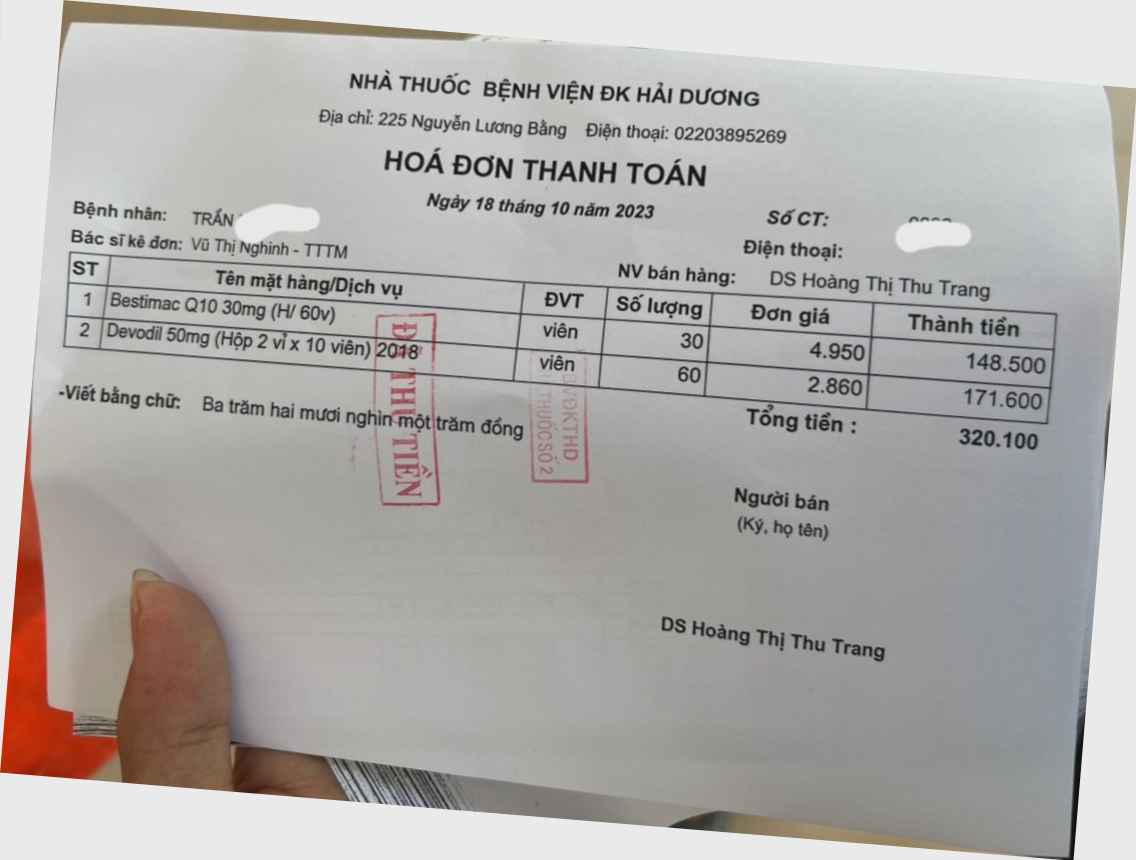 NHÀ THUỐC BỆNH VIỆN ĐK HẢI DƯƠNG
Địa chỉ: 225 Nguyễn Lương Bằng Điện thoại: 02203895269
HOÁ ĐƠN THANH TOÁN
Ngày 18 tháng 10 năm 2023
Số CT:
Bệnh nhân: TRẦN
Điện thoại:
Bác sĩ kê đơn: Vũ Thị Nghinh - TTTM
NV bán hàng: DS Hoàng Thị Thu Trang
ST Tên mặt hàng/Dịch vụ ĐVT Số lượng Đơn giá Thành tiền
1 Bestimac Q10 30mg (H/ 60v) viên 30 4.950 148.500
2 Devodil 50mg (Hộp 2 vỉ x 10 viên) 2018 viên 60 2.860 171.600
Tổng tiền : 320.100
-Viết bằng chữ: Ba trăm hai mươi nghìn một trăm đồng
ĐÃ THU TIỀN
BVĐKTHD
THUỐC SỐ 2
Người bán
(Ký, họ tên)
DS Hoàng Thị Thu Trang